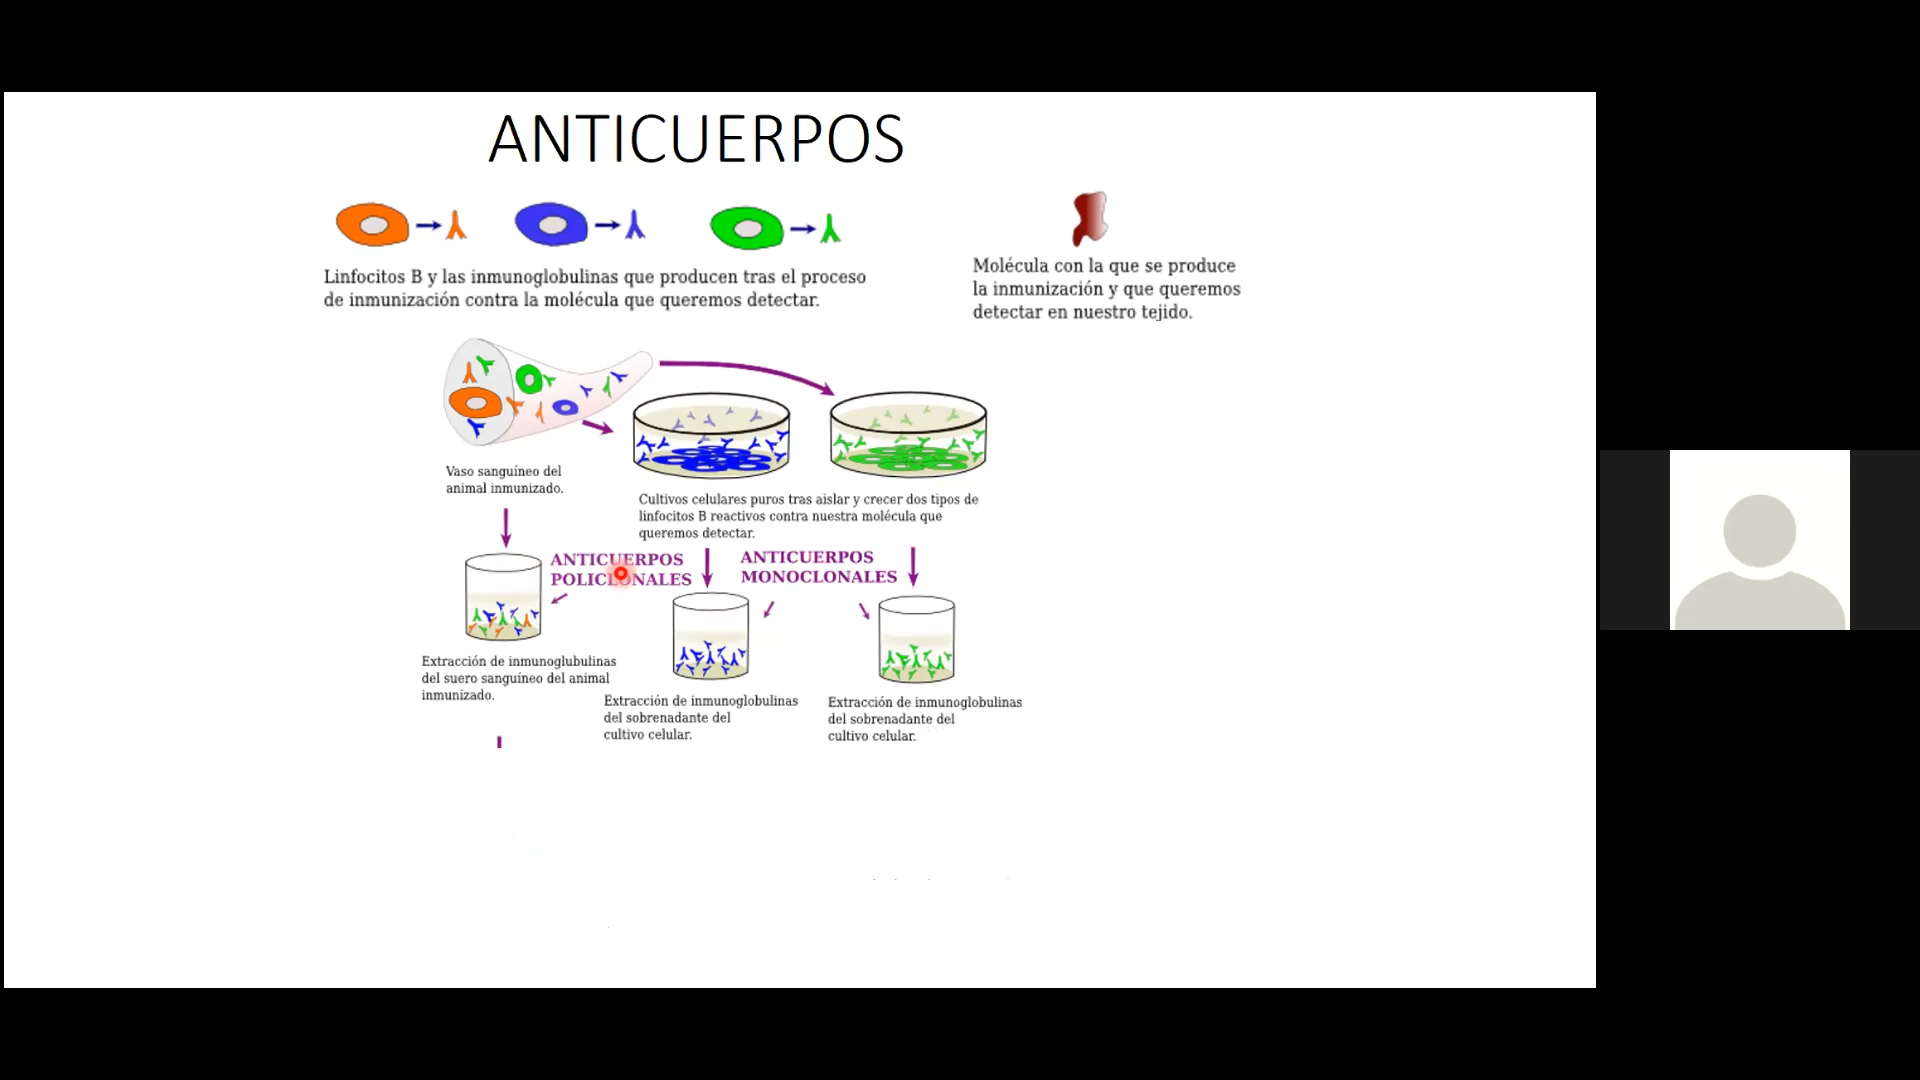 ANTICUERPOS
Linfocitos B y las inmunoglobulinas que producen tras el proceso
de inmunización contra la molécula que queremos detectar.
Molécula con la que se produce
la inmunización y que queremos
detectar en nuestro tejido.
Vaso sanguíneo del
animal inmunizado.
Cultivos celulares puros tras aislar y crecer dos tipos de
linfocitos B reactivos contra nuestra molécula que
queremos detectar.
ANTICUERPOS
POLICLONALES
ANTICUERPOS
MONOCLONALES
Extracción de inmunoglubulinas
del suero sanguíneo del animal
inmunizado.
Extracción de inmunoglobulinas
del sobrenadante del
cultivo celular.
Extracción de inmunoglobulinas
del sobrenadante del
cultivo celular.